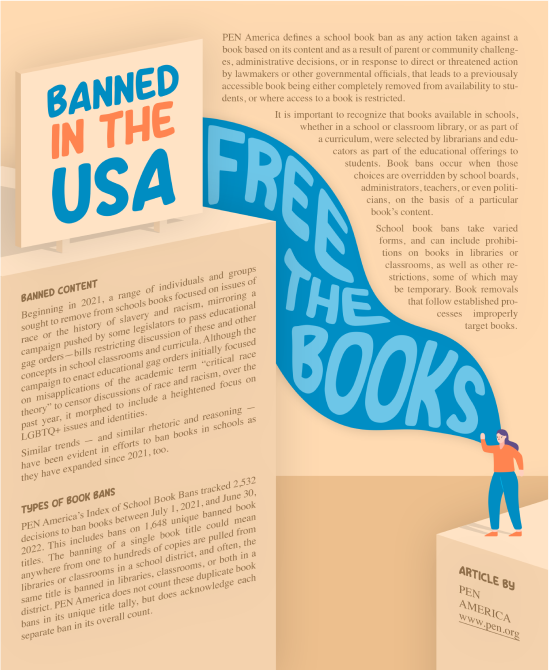 BANNED
IN THE
USA
PEN America defines a school book ban as any action taken against a
book based on its content and as a result of parent or community challeng-
es, administrative decisions, or in response to direct or threatened action
by lawmakers or other governmental officials, that leads to a previousaly
accessible book being either completely removed from availability to stu-
dents, or where access to a book is restricted.
It is important to recognize that books available in schools,
whether in a school or classroom library, or as part of
a curriculum, were selected by librarians and edu-
cators as part of the educational offerings to
students. Book bans occur when those
choices are overridden by school boards,
administrators, teachers, or even politi-
cians, on the basis of a particular
book's content.
School book bans take varied
forms, and can include prohibi-
tions on books in libraries or
classrooms, as well as other re-
strictions, some of which may
be temporary. Book removals
that follow established pro-
cesses improperly
target books.
FREE
THE
BOOKS
BANNED CONTENT
Beginning in 2021, a range of individuals and groups
sought to remove from schools books focused on issues of
race or the history of slavery and racism, mirroring a
campaign pushed by some legislators to pass educational
gag orders — bills restricting discussion of these and other
concepts in school classrooms and curricula. Although the
campaign to enact educational gag orders initially focused
on misapplications of the academic term “critical race
theory” to censor discussions of race and racism, over the
past year, it morphed to include a heightened focus on
LGBTQ+ issues and identities.
Similar trends — and similar rhetoric and reasoning —
have been evident in efforts to ban books in schools as
they have expanded since 2021, too.
TYPES OF BOOK BANS
PEN America's Index of School Book Bans tracked 2,532
decisions to ban books between July 1, 2021, and June 30,
2022. This includes bans on 1,648 unique banned book
titles. The banning of a single book title could mean
anywhere from one to hundreds of copies are pulled from
libraries or classrooms in a school district, and often, the
same title is banned in libraries, classrooms, or both in a
district. PEN America does not count these duplicate book
bans in its unique title tally, but does acknowledge each
separate ban in its overall count.
ARTICLE BY
PEN
AMERICA
www.pen.org